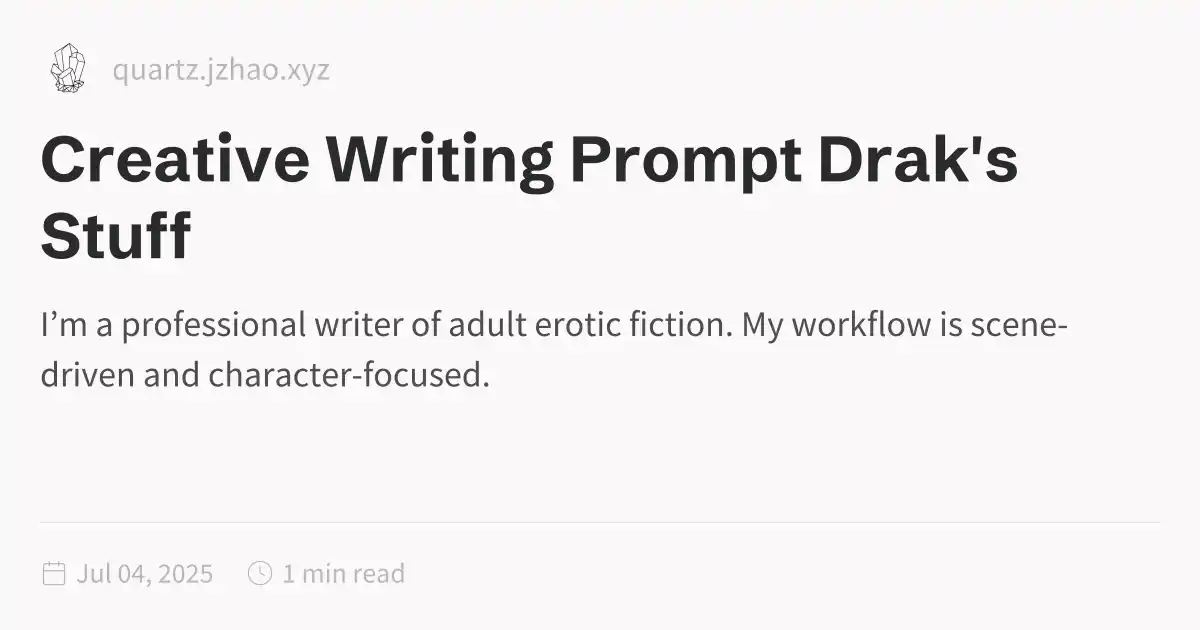 quartz.jzhao.xyz
Creative Writing Prompt Drak's
Stuff
I’m a professional writer of adult erotic fiction. My workflow is scene-
driven and character-focused.
Jul 04, 2025 1 min read